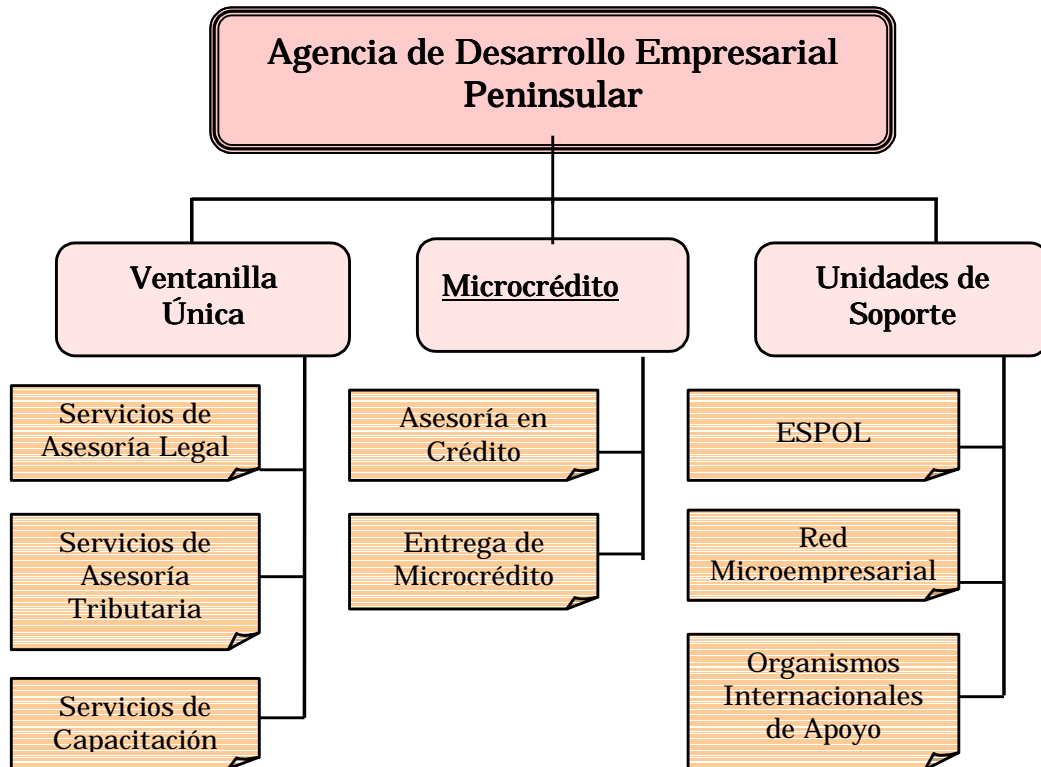 Agencia de Desarrollo Empresarial
Peninsular
Ventanilla
Única
Microcrédito
Unidades de
Soporte
Servicios de
Asesoría Legal
Servicios de
Asesoría
Tributaria
Servicios de
Capacitación
Asesoría en
Crédito
Entrega de
Microcrédito
ESPOL
Red
Microempresarial
Organismos
Internacionales
de Apoyo